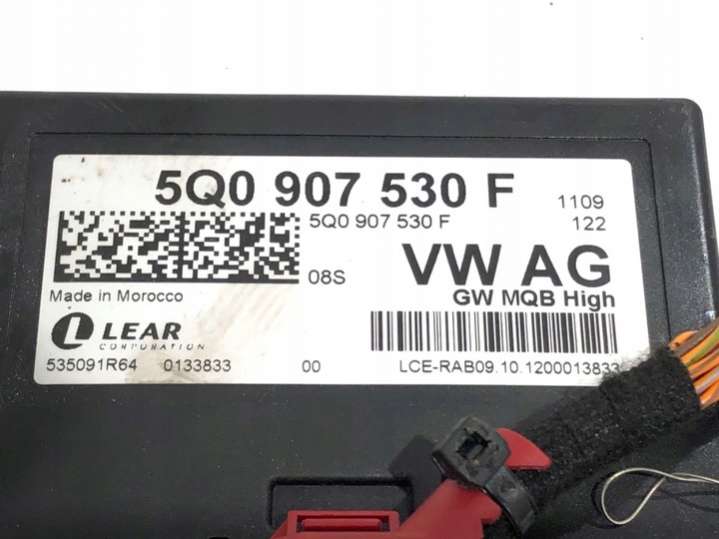 5Q0 907 530 F
1109
5Q0 907 530 F
122
08S
VW AG
Made in Morocco
GW MQB High
LEAR
CORPORATION
535091R64 0133833 00 LCE-RAB09.10.1200013833